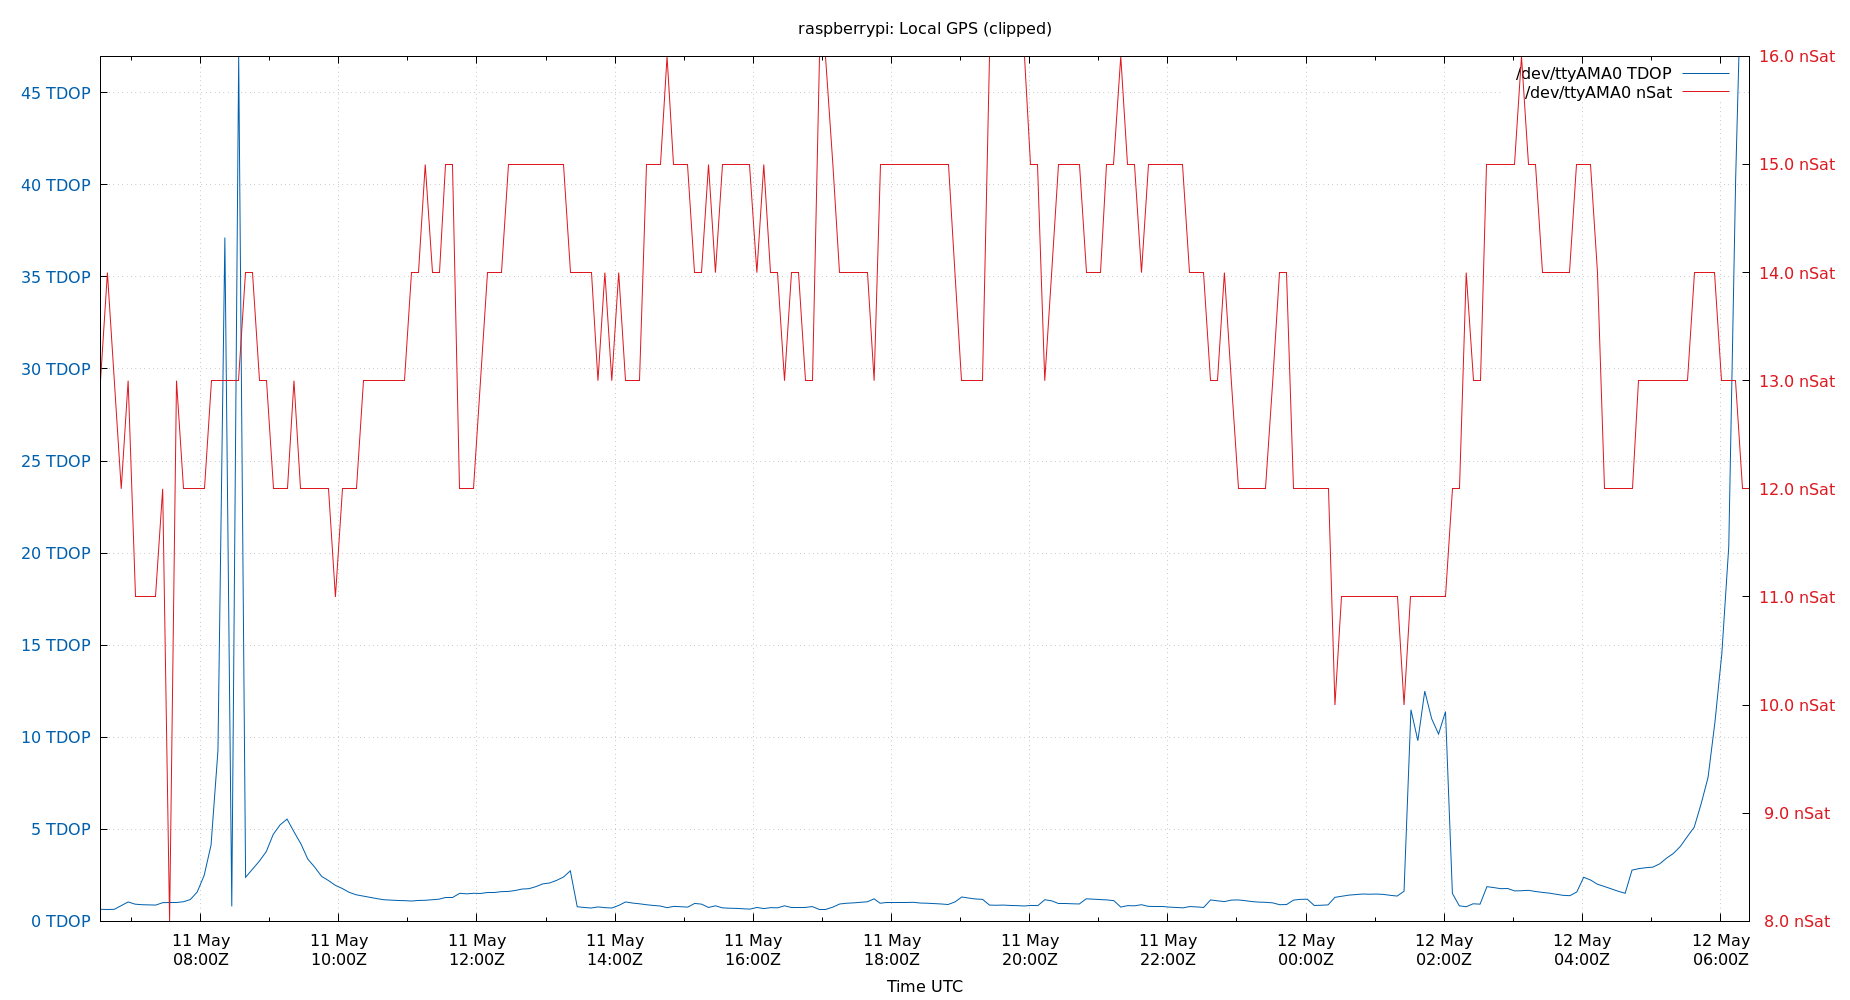 raspberrypi: Local GPS (clipped)
/dev/ttyAMA0 TDOP
/dev/ttyAMA0 nSat
45 TDOP
40 TDOP
35 TDOP
30 TDOP
25 TDOP
20 TDOP
15 TDOP
10 TDOP
5 TDOP
0 TDOP
16.0 nSat
15.0 nSat
14.0 nSat
13.0 nSat
12.0 nSat
11.0 nSat
10.0 nSat
9.0 nSat
8.0 nSat
11 May
08:00Z
11 May
10:00Z
11 May
12:00Z
11 May
14:00Z
11 May
16:00Z
11 May
18:00Z
11 May
20:00Z
11 May
22:00Z
12 May
00:00Z
12 May
02:00Z
12 May
04:00Z
12 May
06:00Z
Time UTC